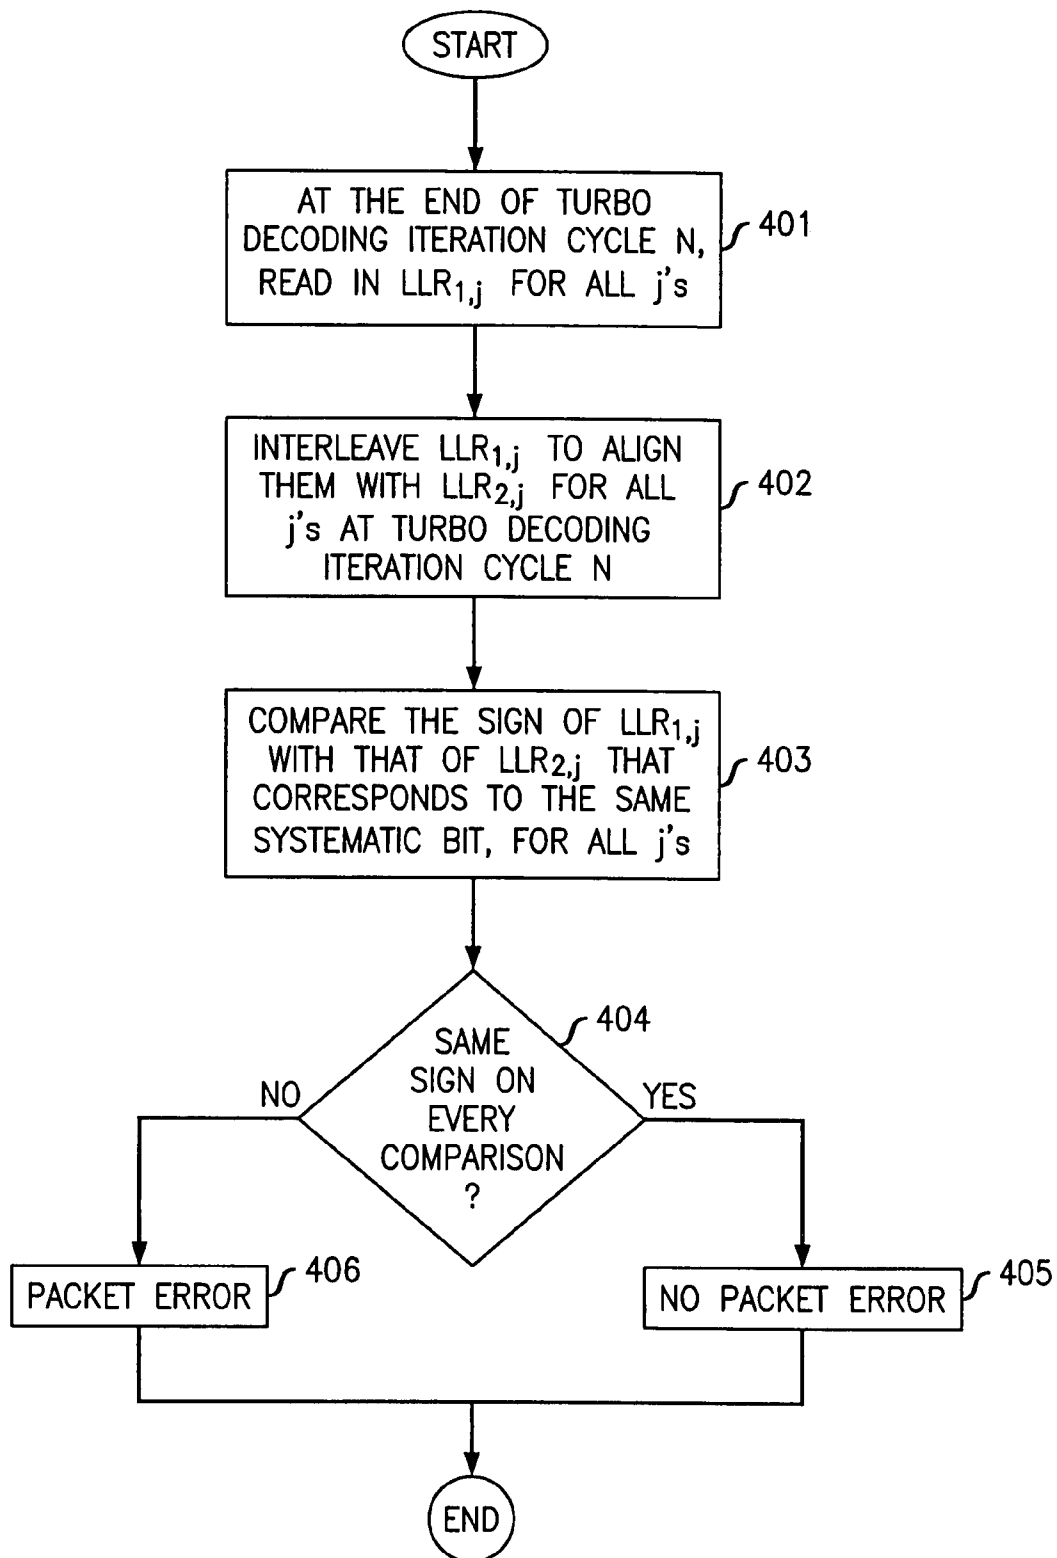 START
AT THE END OF TURBO
DECODING ITERATION CYCLE N,
READ IN LLR1,j FOR ALL j's
401
INTERLEAVE LLR1,j TO ALIGN
THEM WITH LLR2,j FOR ALL
j's AT TURBO DECODING
ITERATION CYCLE N
402
COMPARE THE SIGN OF LLR1,j
WITH THAT OF LLR2,j THAT
CORRESPONDS TO THE SAME
SYSTEMATIC BIT, FOR ALL j's
403
404
SAME
SIGN ON
EVERY
COMPARISON
?
NO
YES
PACKET ERROR
406
NO PACKET ERROR
405
END